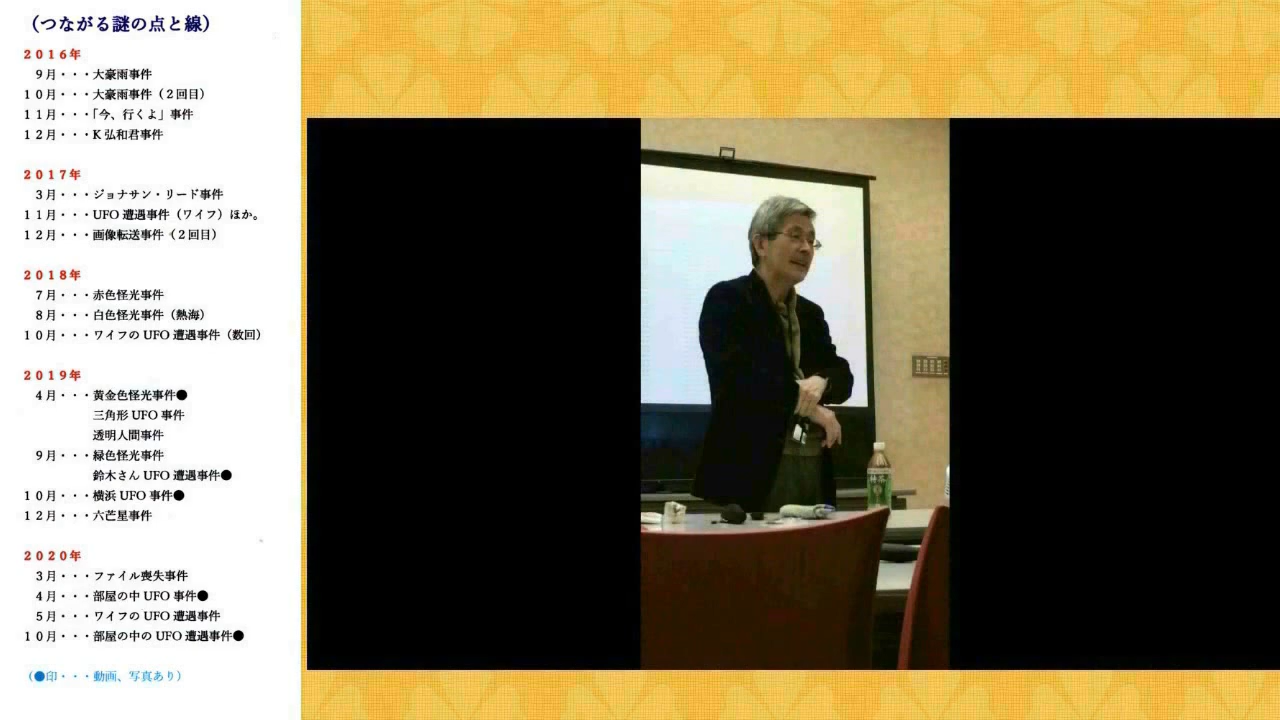 （つながる謎の点と線）
２０１６年
９月・・・大豪雨事件
１０月・・・大豪雨事件（２回目）
１１月・・・「今、行くよ」事件
１２月・・・K 弘和君事件
２０１７年
３月・・・ジョナサン・リード事件
１１月・・・UFO 遭遇事件（ワイフ）ほか。
１２月・・・画像転送事件（２回目）
２０１８年
７月・・・赤色怪光事件
８月・・・白色怪光事件（熱海）
１０月・・・ワイフの UFO 遭遇事件（数回）
２０１９年
４月・・・黄金色怪光事件●
三角形 UFO 事件
透明人間事件
９月・・・緑色怪光事件
鈴木さん UFO 遭遇事件●
１０月・・・横浜 UFO 事件●
１２月・・・六芒星事件
２０２０年
３月・・・ファイル喪失事件
４月・・・部屋の中 UFO 事件●
５月・・・ワイフの UFO 遭遇事件
１０月・・・部屋の中の UFO 遭遇事件●
（●印・・・動画、写真あり）